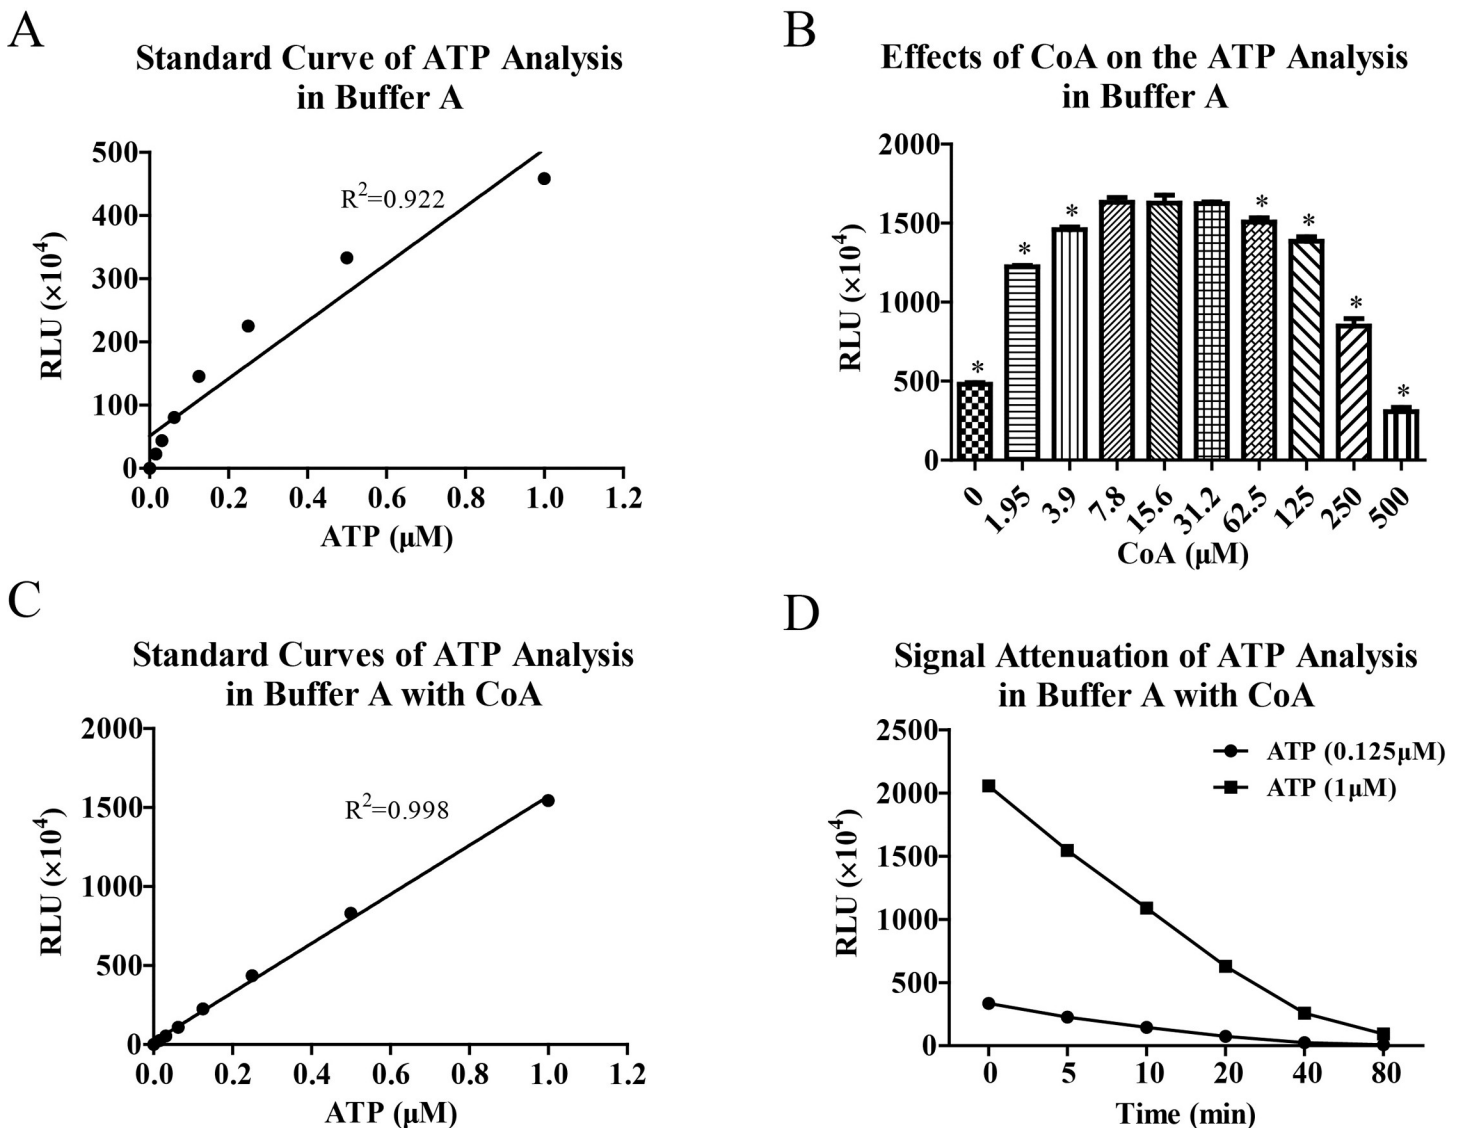 A
Standard Curve of ATP Analysis
in Buffer A
500
400
300
200
100
0
RLU (×10⁴)
R²=0.922
0.0 0.2 0.4 0.6 0.8 1.0 1.2
ATP (μM)
B
Effects of CoA on the ATP Analysis
in Buffer A
2000
1500
1000
500
0
RLU (×10⁴)
* * * * * * *
0 1.95 3.9 7.8 15.6 31.2 62.5 125 250 500
CoA (μM)
C
Standard Curves of ATP Analysis
in Buffer A with CoA
2000
1500
1000
500
0
RLU (×10⁴)
R²=0.998
0.0 0.2 0.4 0.6 0.8 1.0 1.2
ATP (μM)
D
Signal Attenuation of ATP Analysis
in Buffer A with CoA
2500
2000
1500
1000
500
0
RLU (×10⁴)
ATP (0.125μM)
ATP (1μM)
0 5 10 20 40 80
Time (min)